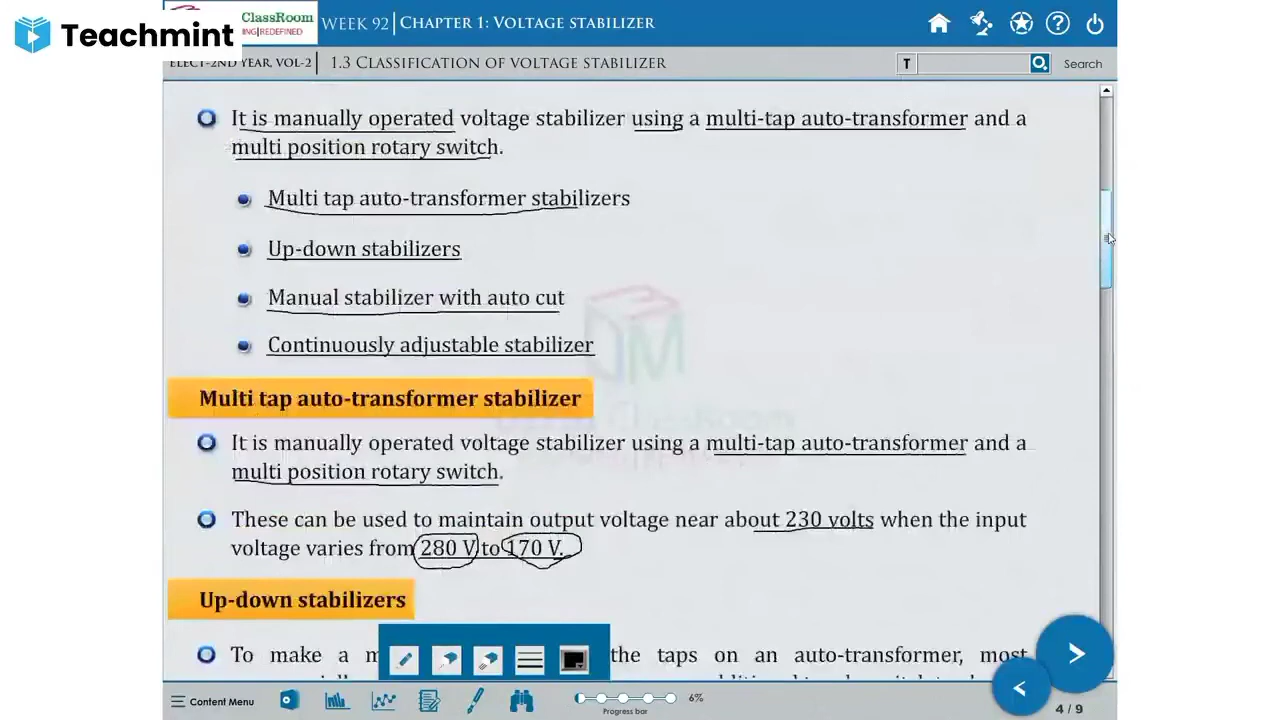 Teachmint
ClassRoom
NG|REDEFINED
WEEK 92 | CHAPTER 1: VOLTAGE STABILIZER
ELECT-2ND YEAR, VOL-2
1.3 CLASSIFICATION OF VOLTAGE STABILIZER
T
Search
It is manually operated voltage stabilizer using a multi-tap auto-transformer and a
multi position rotary switch.
Multi tap auto-transformer stabilizers
Up-down stabilizers
Manual stabilizer with auto cut
Continuously adjustable stabilizer
Multi tap auto-transformer stabilizer
It is manually operated voltage stabilizer using a multi-tap auto-transformer and a
multi position rotary switch.
These can be used to maintain output voltage near about 230 volts when the input
voltage varies from 280 V to 170 V.
Up-down stabilizers
To make a m the taps on an auto-transformer, most
Content Menu
Progress bar
6%
4 / 9